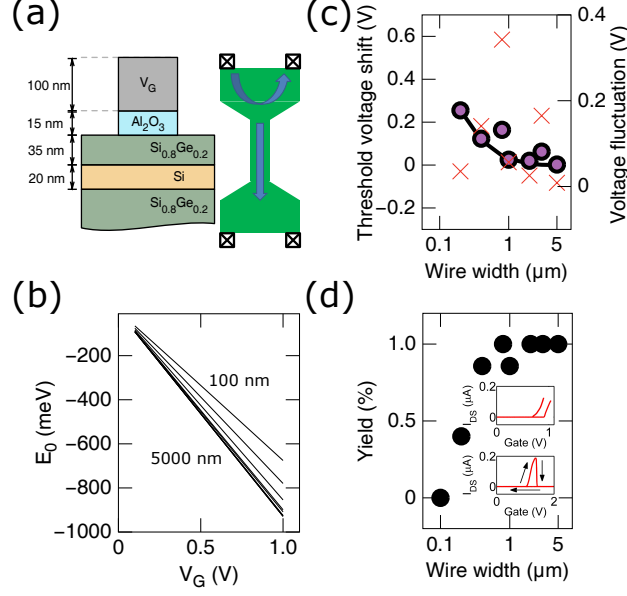 (a)
100 nm
15 nm
35 nm
20 nm
V_G
Al₂O₃
Si₀.₈Ge₀.₂
Si
Si₀.₈Ge₀.₂
(b)
E₀ (meV)
−200
−400
−600
−800
−1000
100 nm
5000 nm
0.5
1.0
V_G (V)
(c)
Threshold voltage shift (V)
0.6
0.4
0.2
0
−0.2
0.4
0.2
0
Voltage fluctuation (V)
0.1
1
5
Wire width (μm)
(d)
Yield (%)
1.0
0.5
0
I_DS (μA)
0.2
0
0
1
Gate (V)
I_DS (μA)
0.2
0
0
2
Gate (V)
0.1
1
5
Wire width (μm)